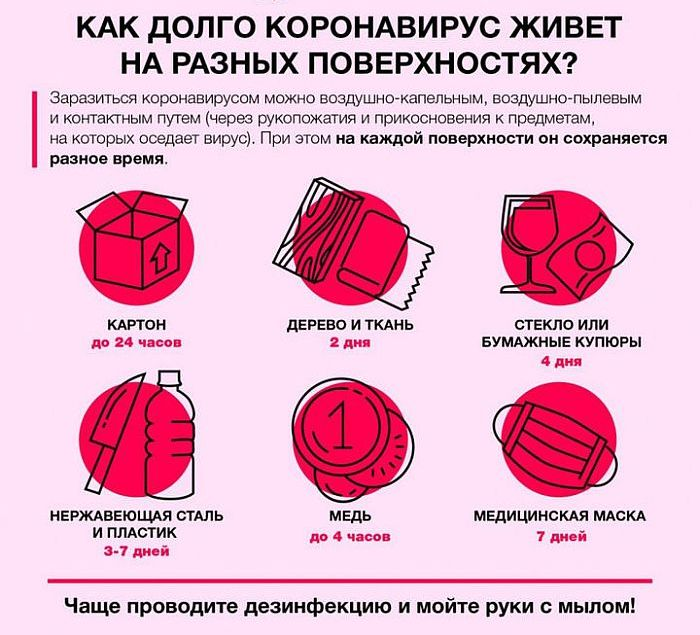 КАК ДОЛГО КОРОНАВИРУС ЖИВЕТ
НА РАЗНЫХ ПОВЕРХНОСТЯХ?
Заразиться коронавирусом можно воздушно-капельным, воздушно-пылевым
и контактным путем (через рукопожатия и прикосновения к предметам,
на которых оседает вирус). При этом на каждой поверхности он сохраняется
разное время.
КАРТОН
до 24 часов
ДЕРЕВО И ТКАНЬ
2 дня
СТЕКЛО ИЛИ
БУМАЖНЫЕ КУПЮРЫ
4 дня
1
НЕРЖАВЕЮЩАЯ СТАЛЬ
И ПЛАСТИК
3-7 дней
МЕДЬ
до 4 часов
МЕДИЦИНСКАЯ МАСКА
7 дней
Чаще проводите дезинфекцию и мойте руки с мылом!